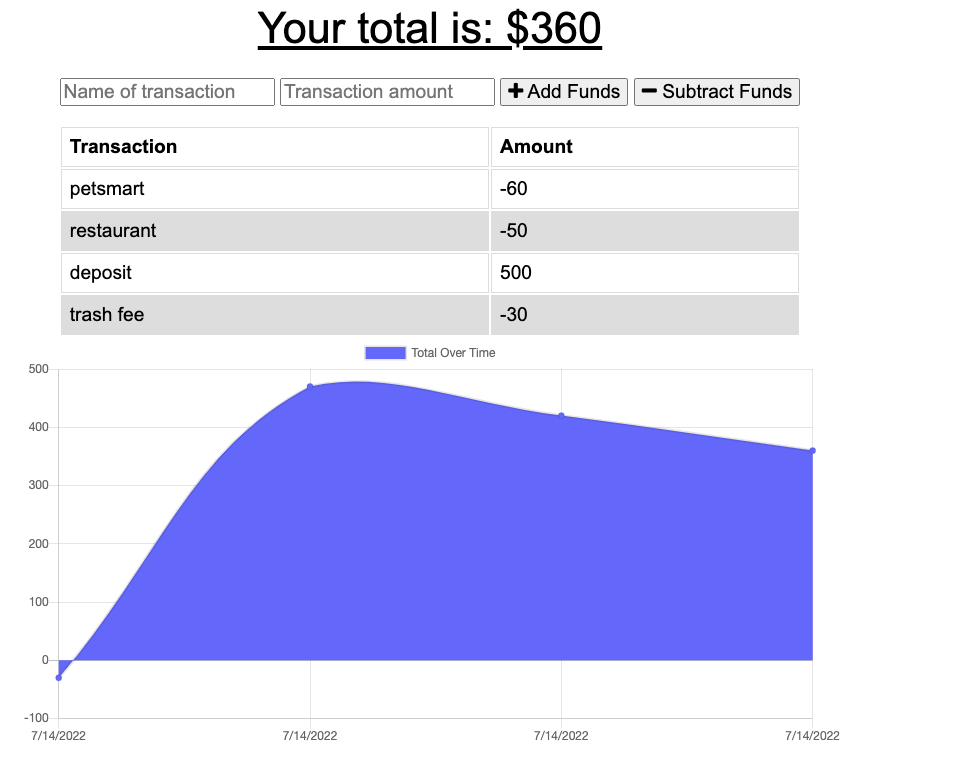 Your total is: $360
Name of transaction Transaction amount + Add Funds − Subtract Funds
Transaction Amount
petsmart -60
restaurant -50
deposit 500
trash fee -30
Total Over Time
500
400
300
200
100
0
-100
7/14/2022 7/14/2022 7/14/2022 7/14/2022